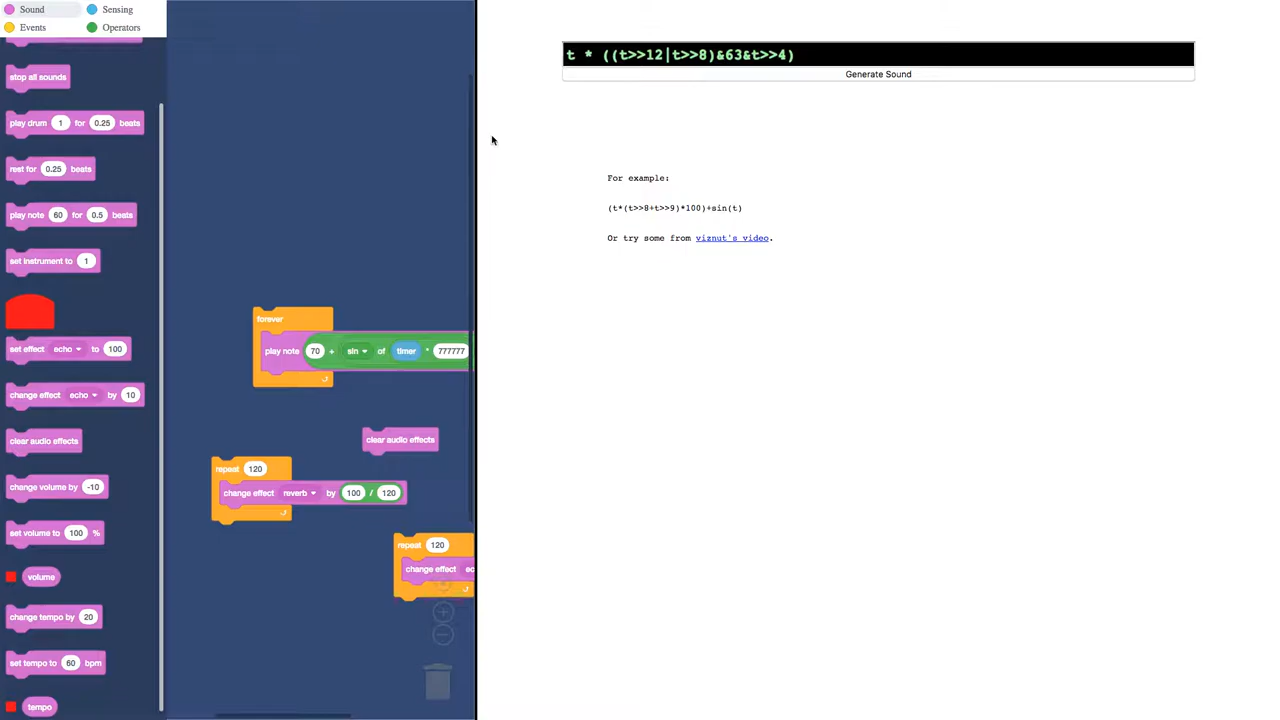 Sound
Sensing
Events
Operators
stop all sounds
play drum 1 for 0.25 beats
rest for 0.25 beats
play note 60 for 0.5 beats
set instrument to 1
set effect echo to 100
change effect echo by 10
clear audio effects
change volume by -10
set volume to 100 %
volume
change tempo by 20
set tempo to 60 bpm
tempo
forever
play note 70 + sin of timer * 777777
clear audio effects
repeat 120
change effect reverb by 100 / 120
repeat 120
change effect
t * ((t>>12|t>>8)&63&t>>4)
Generate Sound
For example:
(t*(t>>8+t>>9)*100)+sin(t)
Or try some from viznut's video.